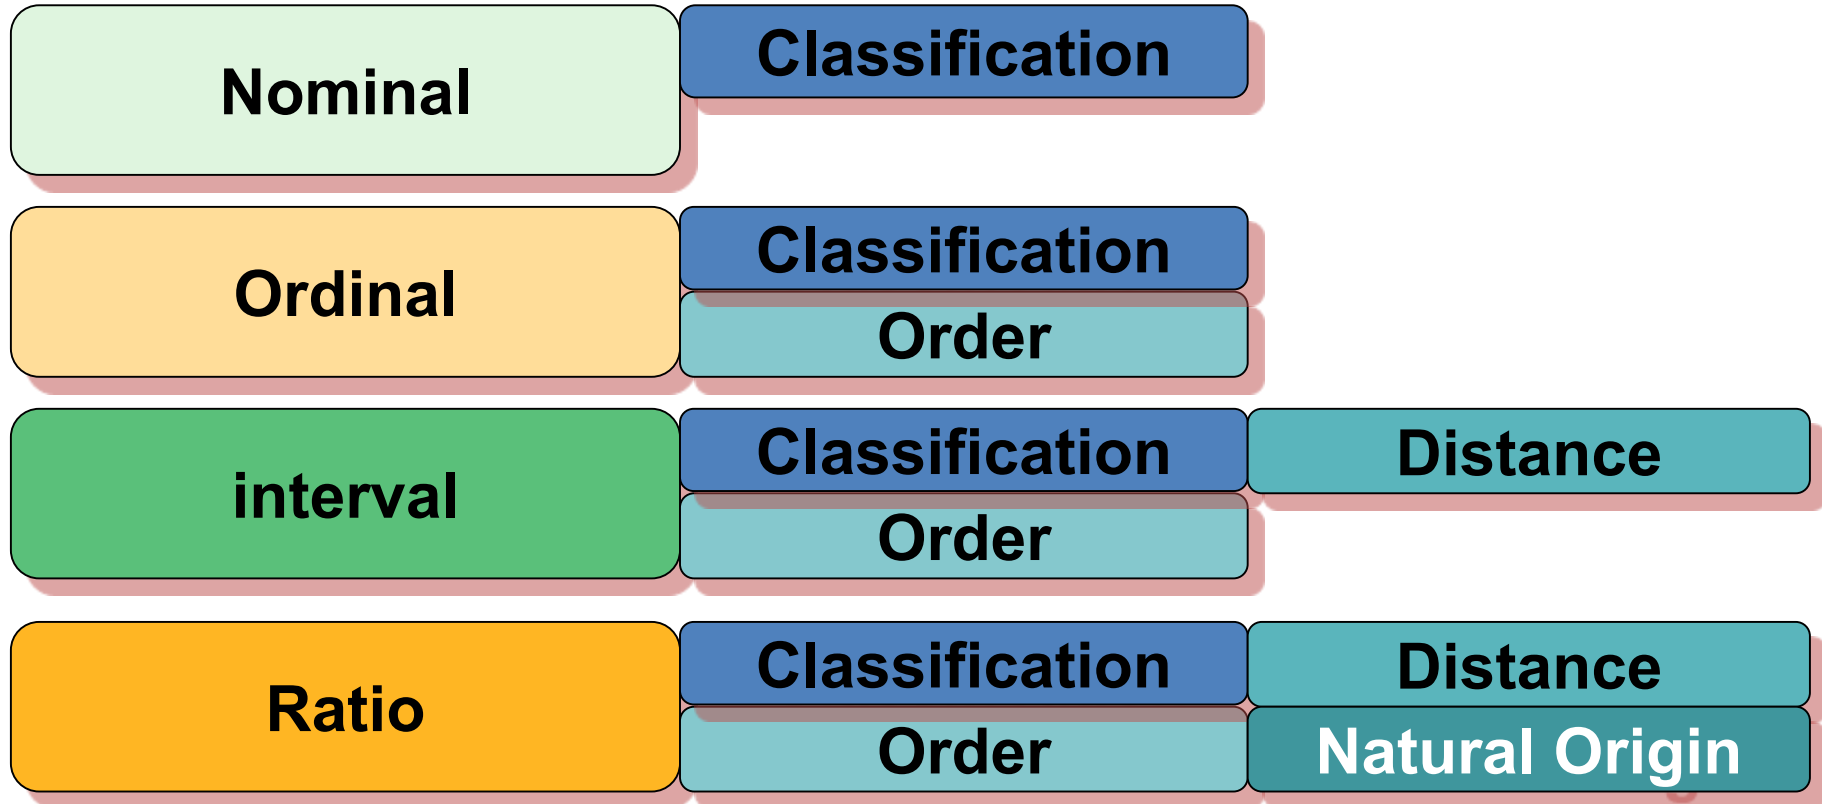 Nominal
Classification
Ordinal
Classification
Order
interval
Classification
Distance
Order
Ratio
Classification
Distance
Order
Natural Origin